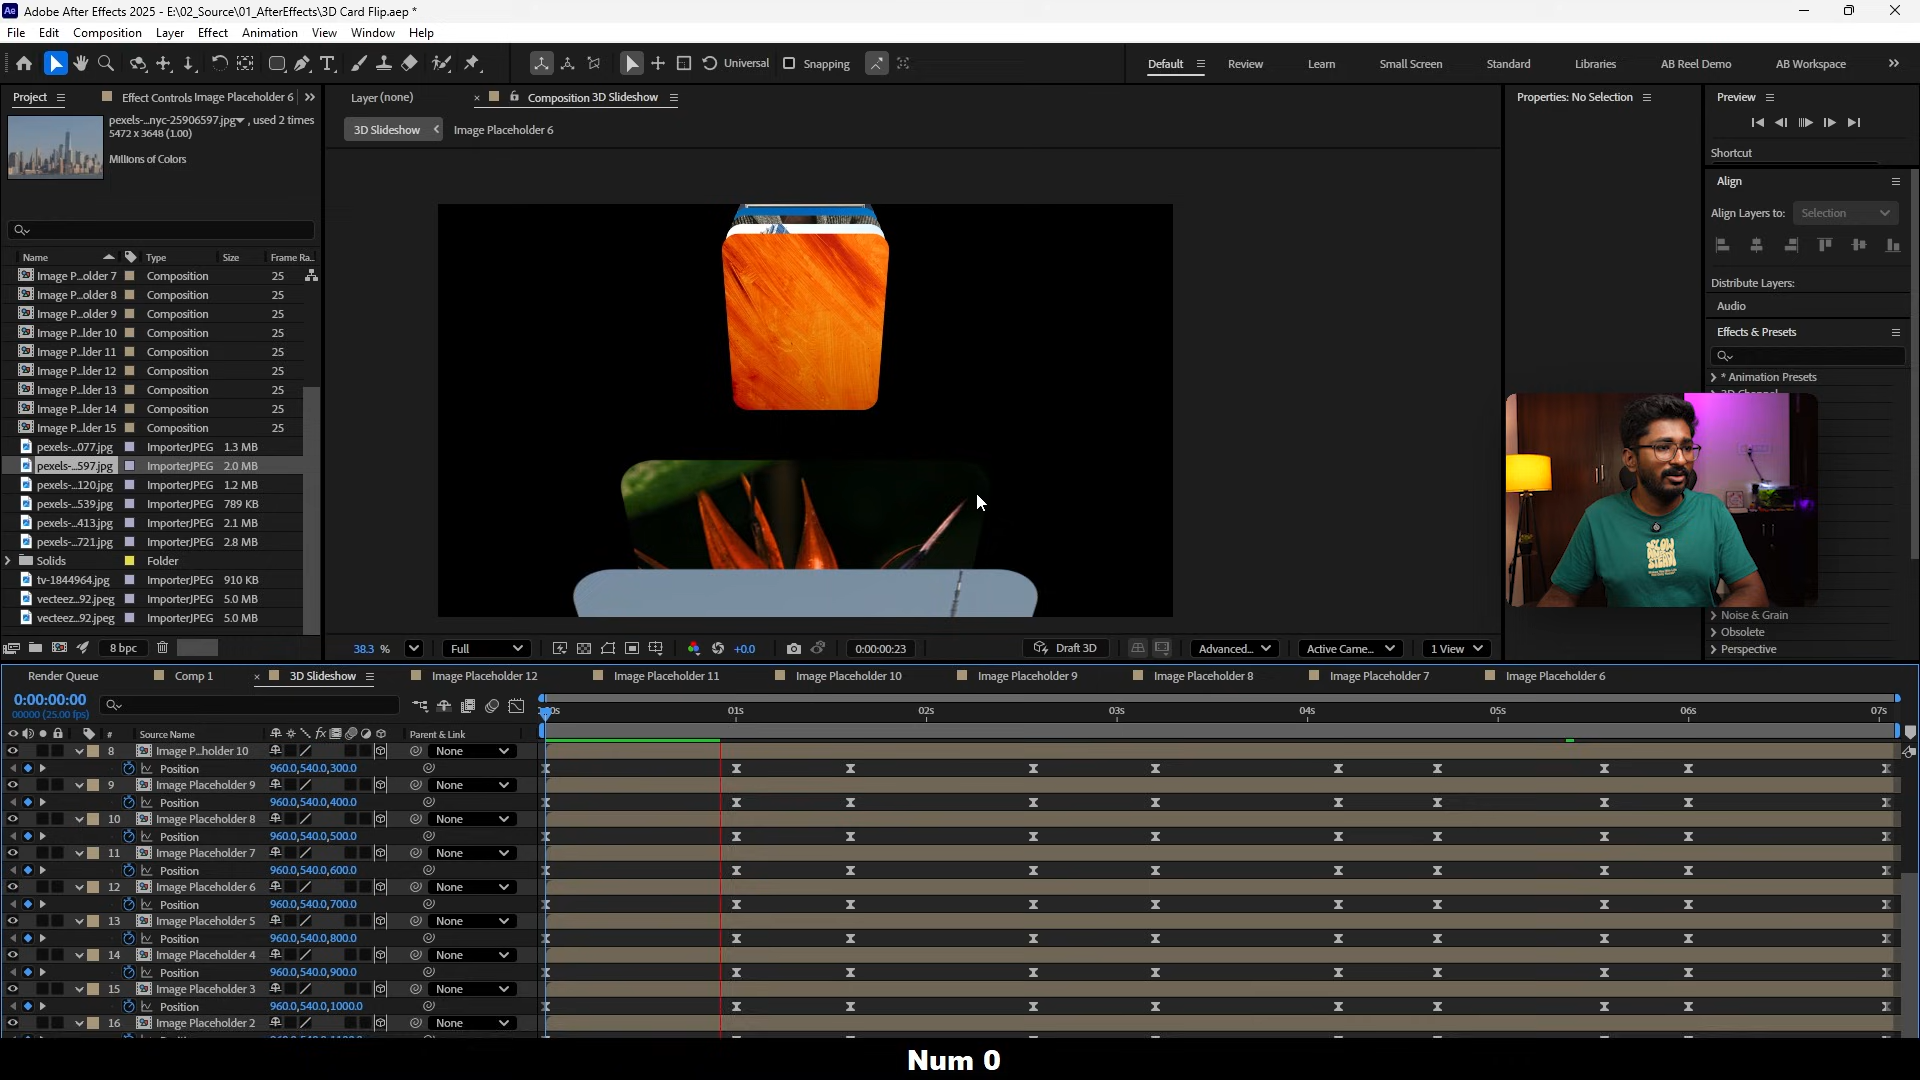 Adobe After Effects 2025 - E:\02_Source\01_AfterEffects\3D Card Flip.aep *
File Edit Composition Layer Effect Animation View Window Help
Universal Snapping Default Review Learn Small Screen Standard Libraries AB Reel Demo AB Workspace
Project Effect Controls Image Placeholder 6 Layer (none) Composition 3D Slideshow Properties: No Selection Preview
pexels-...nyc-25906597.jpg , used 2 times
5472 x 3648 (1.00)
Millions of Colors
3D Slideshow Image Placeholder 6
Shortcut
Align
Align Layers to: Selection
Distribute Layers:
Audio
Effects & Presets
* Animation Presets
Noise & Grain
Obsolete
Perspective
Name Type Size Frame Ra..
Image P...older 7 Composition 25
Image P...older 8 Composition 25
Image P...older 9 Composition 25
Image P...lder 10 Composition 25
Image P...lder 11 Composition 25
Image P...lder 12 Composition 25
Image P...lder 13 Composition 25
Image P...lder 14 Composition 25
Image P...lder 15 Composition 25
pexels-...077.jpg ImporterJPEG 1.3 MB
pexels-...597.jpg ImporterJPEG 2.0 MB
pexels-...120.jpg ImporterJPEG 1.2 MB
pexels-...539.jpg ImporterJPEG 789 KB
pexels-...413.jpg ImporterJPEG 2.1 MB
pexels-...721.jpg ImporterJPEG 2.8 MB
Solids Folder
tv-1844964.jpg ImporterJPEG 910 KB
vecteez...92.jpeg ImporterJPEG 5.0 MB
vecteez...92.jpeg ImporterJPEG 5.0 MB
8 bpc
38.3 % Full +0.0 0:00:00:23 Draft 3D Advanced... Active Came... 1 View
Render Queue Comp 1 3D Slideshow Image Placeholder 12 Image Placeholder 11 Image Placeholder 10 Image Placeholder 9 Image Placeholder 8 Image Placeholder 7 Image Placeholder 6
0:00:00:00
00000 (25.00 fps)
01s 02s 03s 04s 05s 06s 07s
# Source Name Parent & Link
8 Image P...holder 10 None
Position 960.0,540.0,300.0
9 Image Placeholder 9 None
Position 960.0,540.0,400.0
10 Image Placeholder 8 None
Position 960.0,540.0,500.0
11 Image Placeholder 7 None
Position 960.0,540.0,600.0
12 Image Placeholder 6 None
Position 960.0,540.0,700.0
13 Image Placeholder 5 None
Position 960.0,540.0,800.0
14 Image Placeholder 4 None
Position 960.0,540.0,900.0
15 Image Placeholder 3 None
Position 960.0,540.0,1000.0
16 Image Placeholder 2 None
Num 0